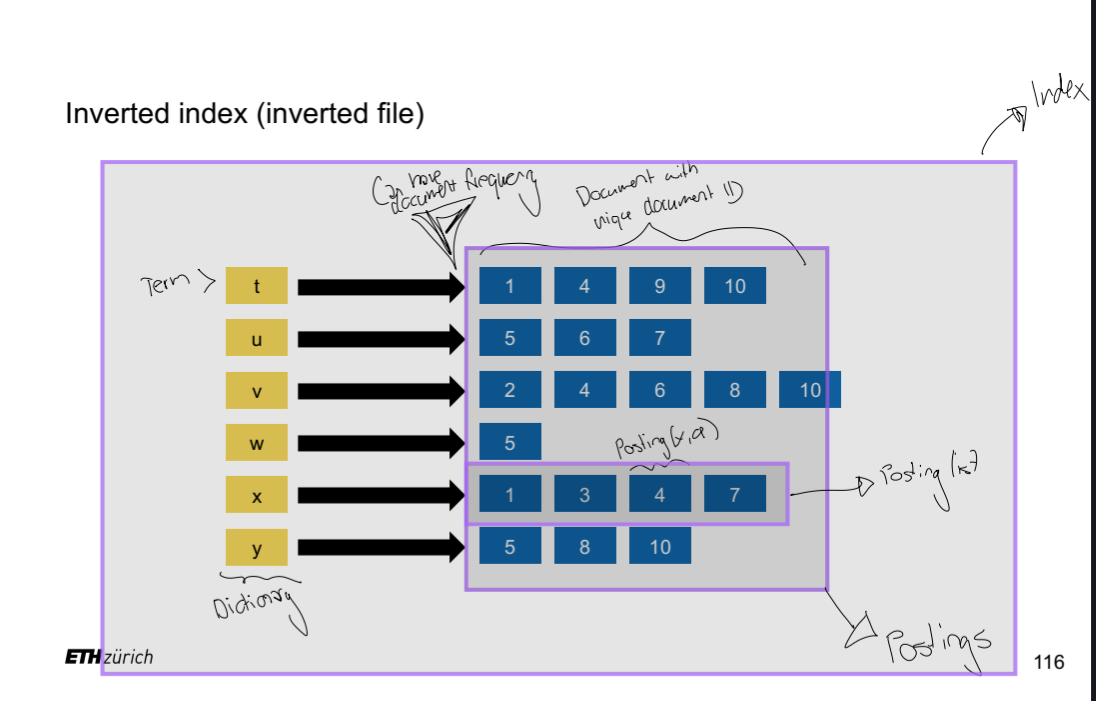 Index
Inverted index (inverted file)
Can have
document frequency
Document with
unique document ID
Term
t 1 4 9 10
u 5 6 7
v 2 4 6 8 10
w 5
Posting(x,
x 1 3 4 7
Posting
y 5 8 10
Dictionary
Postings
ETH zürich
116